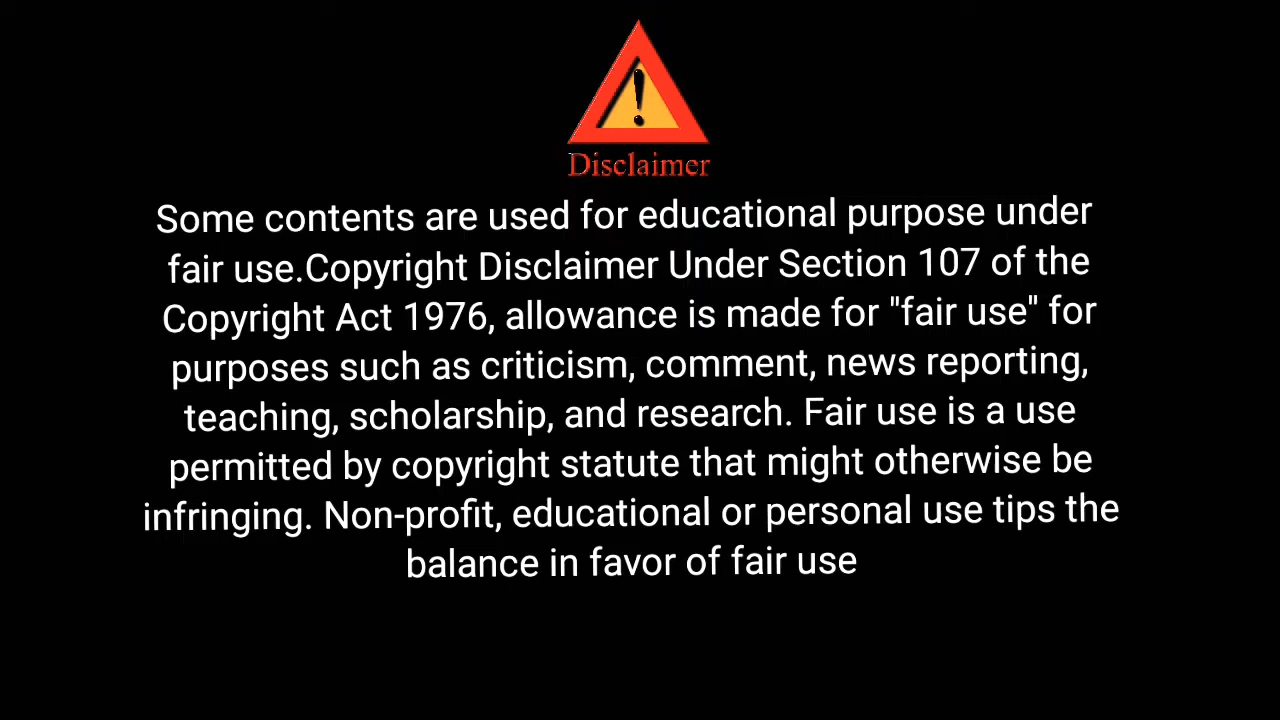 Disclaimer
Some contents are used for educational purpose under
fair use.Copyright Disclaimer Under Section 107 of the
Copyright Act 1976, allowance is made for "fair use" for
purposes such as criticism, comment, news reporting,
teaching, scholarship, and research. Fair use is a use
permitted by copyright statute that might otherwise be
infringing. Non-profit, educational or personal use tips the
balance in favor of fair use